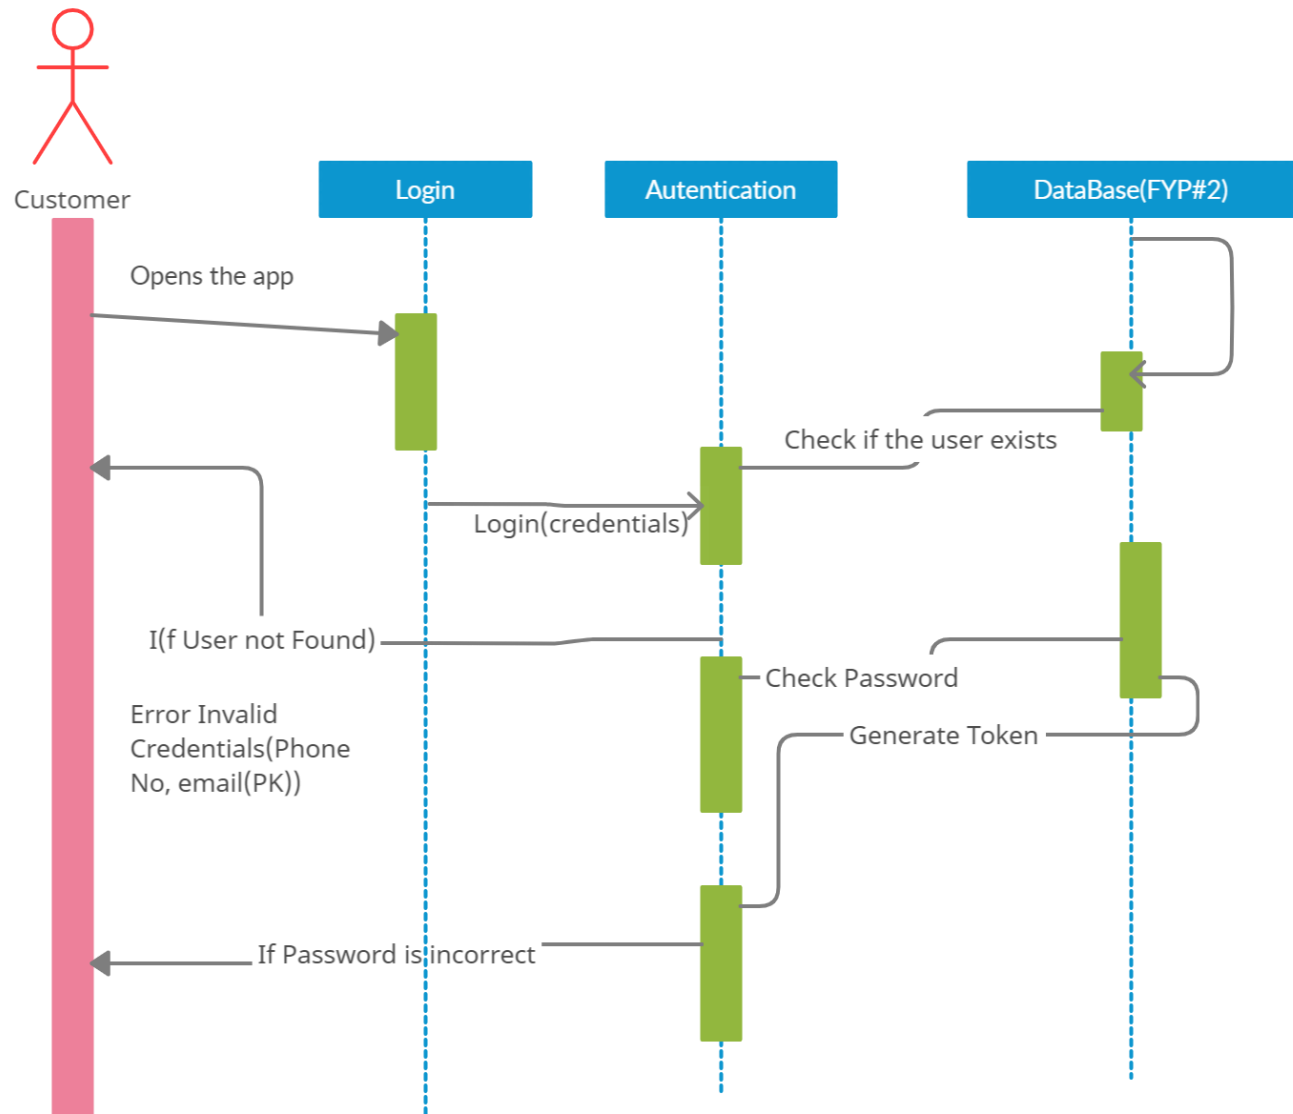 Customer
Login
Autentication
DataBase(FYP#2)
Opens the app
Check if the user exists
Login(credentials)
I(f User not Found)
Check Password
Error Invalid
Credentials(Phone
No, email(PK))
Generate Token
If Password is incorrect